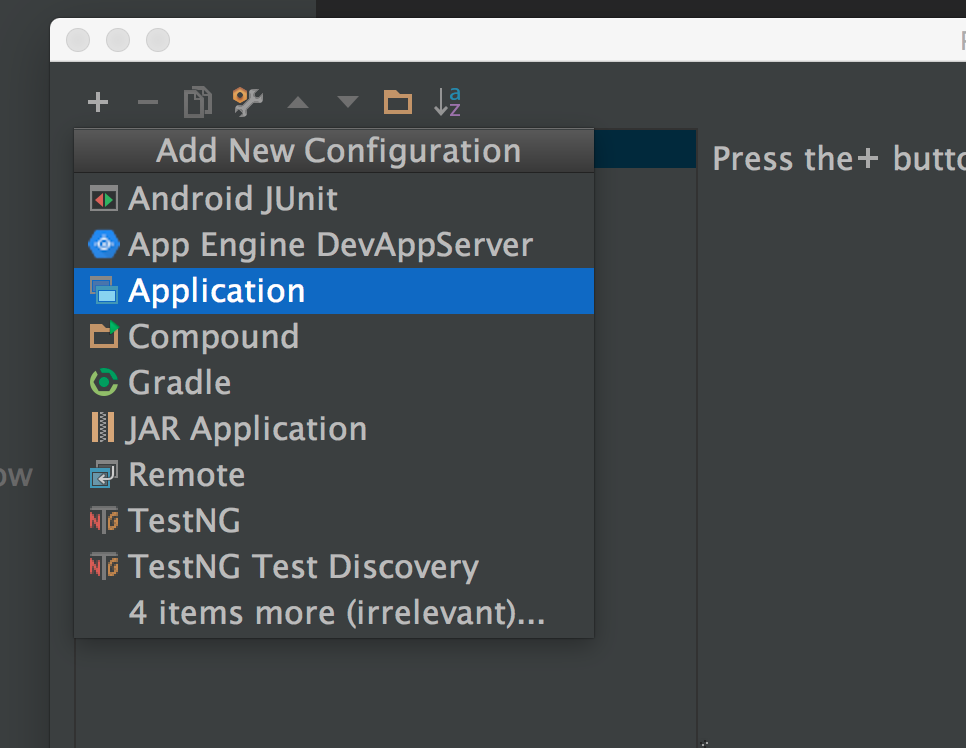 Add New Configuration
Press the + butto
Android JUnit
App Engine DevAppServer
Application
Compound
Gradle
JAR Application
ow
Remote
TestNG
TestNG Test Discovery
4 items more (irrelevant)...